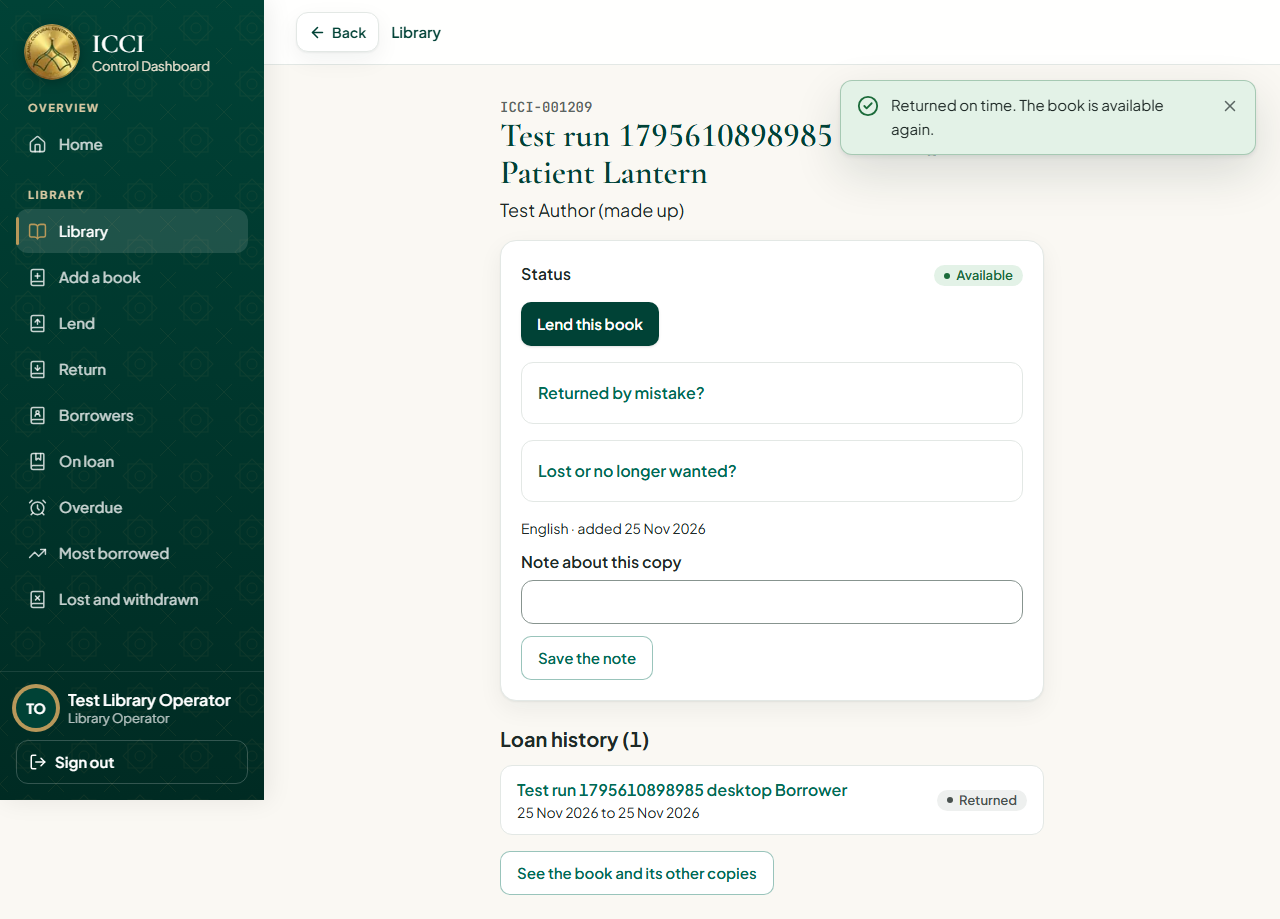 ICCI
Control Dashboard
OVERVIEW
Home
LIBRARY
Library
Add a book
Lend
Return
Borrowers
On loan
Overdue
Most borrowed
Lost and withdrawn
TO
Test Library Operator
Library Operator
Sign out
Back
Library
Returned on time. The book is available
again.
ICCI-001209
Test run 1795610898985
Patient Lantern
Test Author (made up)
Status
Available
Lend this book
Returned by mistake?
Lost or no longer wanted?
English · added 25 Nov 2026
Note about this copy
Save the note
Loan history (1)
Test run 1795610898985 desktop Borrower
25 Nov 2026 to 25 Nov 2026
Returned
See the book and its other copies